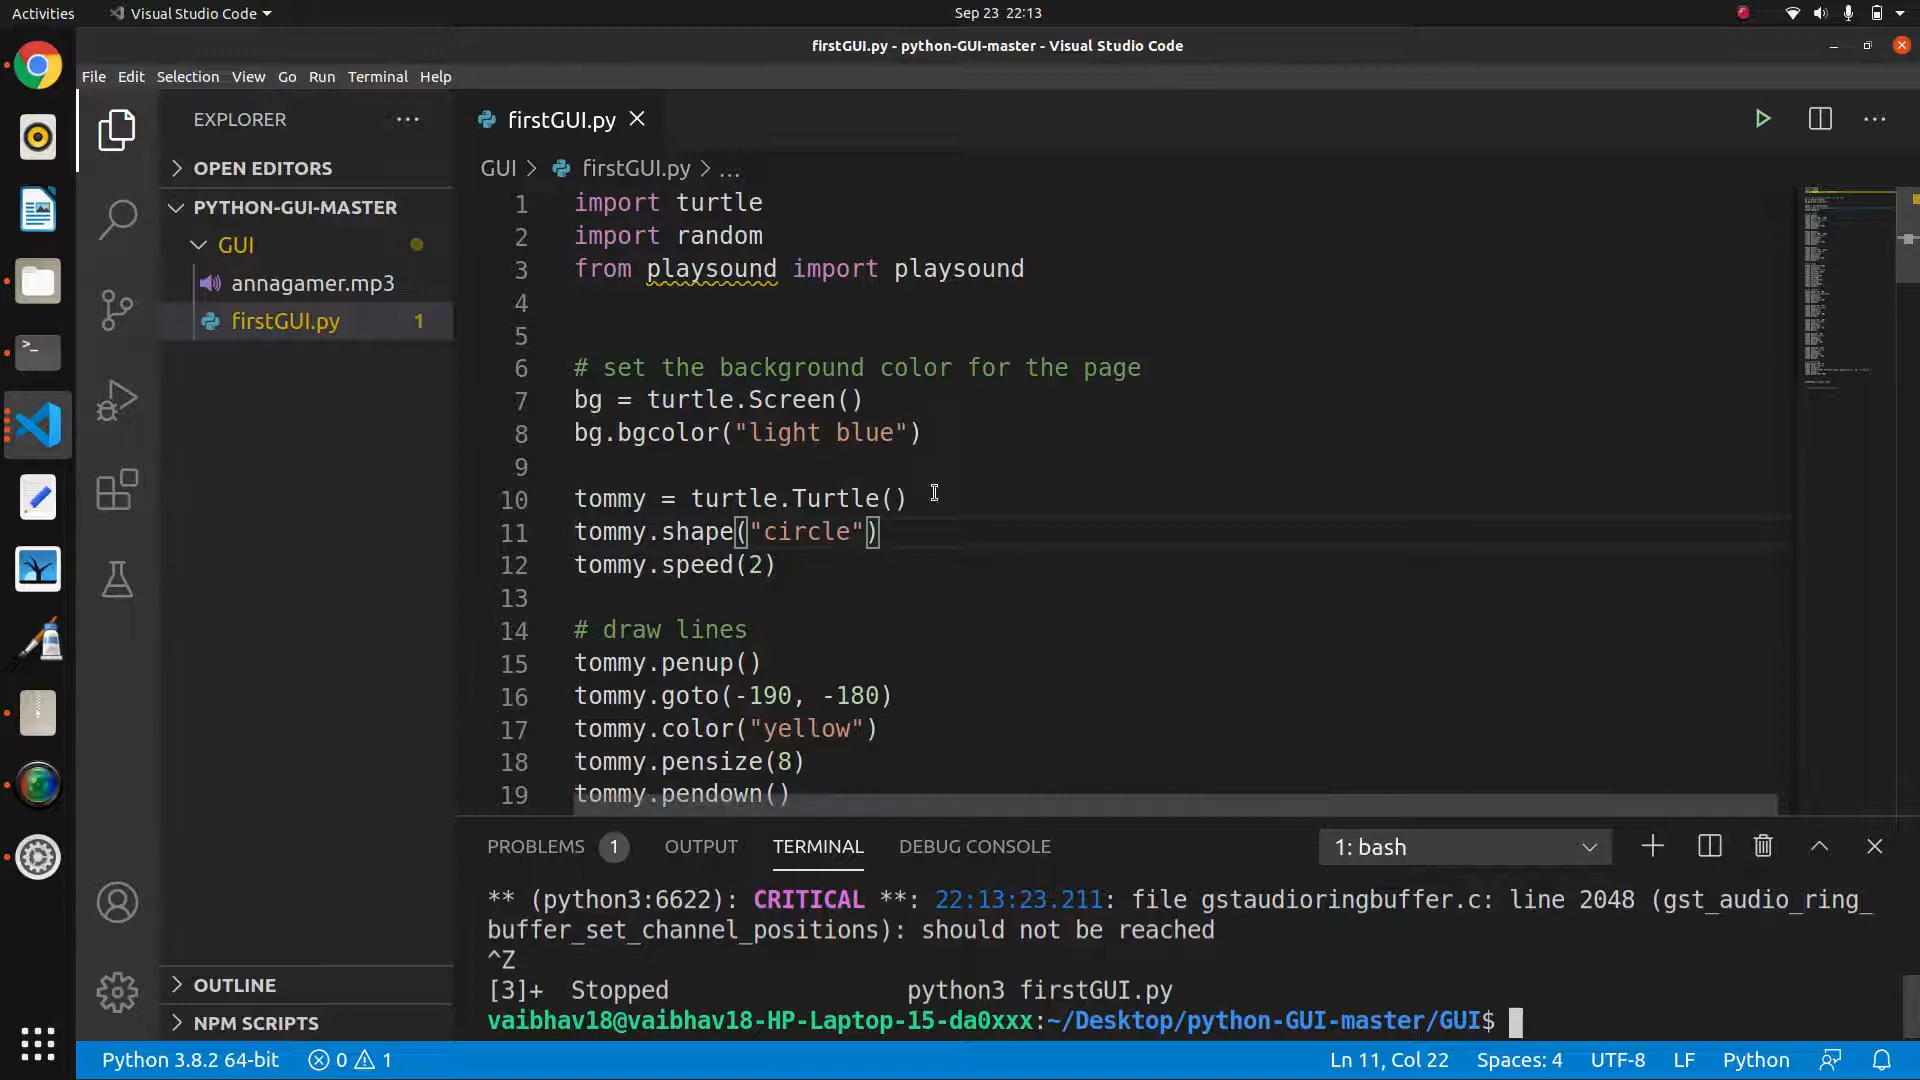 Activities
Visual Studio Code
Sep 23 22:13
firstGUI.py - python-GUI-master - Visual Studio Code
File Edit Selection View Go Run Terminal Help
EXPLORER
OPEN EDITORS
PYTHON-GUI-MASTER
GUI
annagamer.mp3
firstGUI.py 1
OUTLINE
NPM SCRIPTS
firstGUI.py
GUI > firstGUI.py > ...
1 import turtle
2 import random
3 from playsound import playsound
4
5
6 # set the background color for the page
7 bg = turtle.Screen()
8 bg.bgcolor("light blue")
9
10 tommy = turtle.Turtle()
11 tommy.shape("circle")
12 tommy.speed(2)
13
14 # draw lines
15 tommy.penup()
16 tommy.goto(-190, -180)
17 tommy.color("yellow")
18 tommy.pensize(8)
19 tommy.pendown()
PROBLEMS 1 OUTPUT TERMINAL DEBUG CONSOLE
1: bash
** (python3:6622): CRITICAL **: 22:13:23.211: file gstaudioringbuffer.c: line 2048 (gst_audio_ring_
buffer_set_channel_positions): should not be reached
^Z
[3]+ Stopped python3 firstGUI.py
vaibhav18@vaibhav18-HP-Laptop-15-da0xxx:~/Desktop/python-GUI-master/GUI$
Python 3.8.2 64-bit 0 1
Ln 11, Col 22 Spaces: 4 UTF-8 LF Python